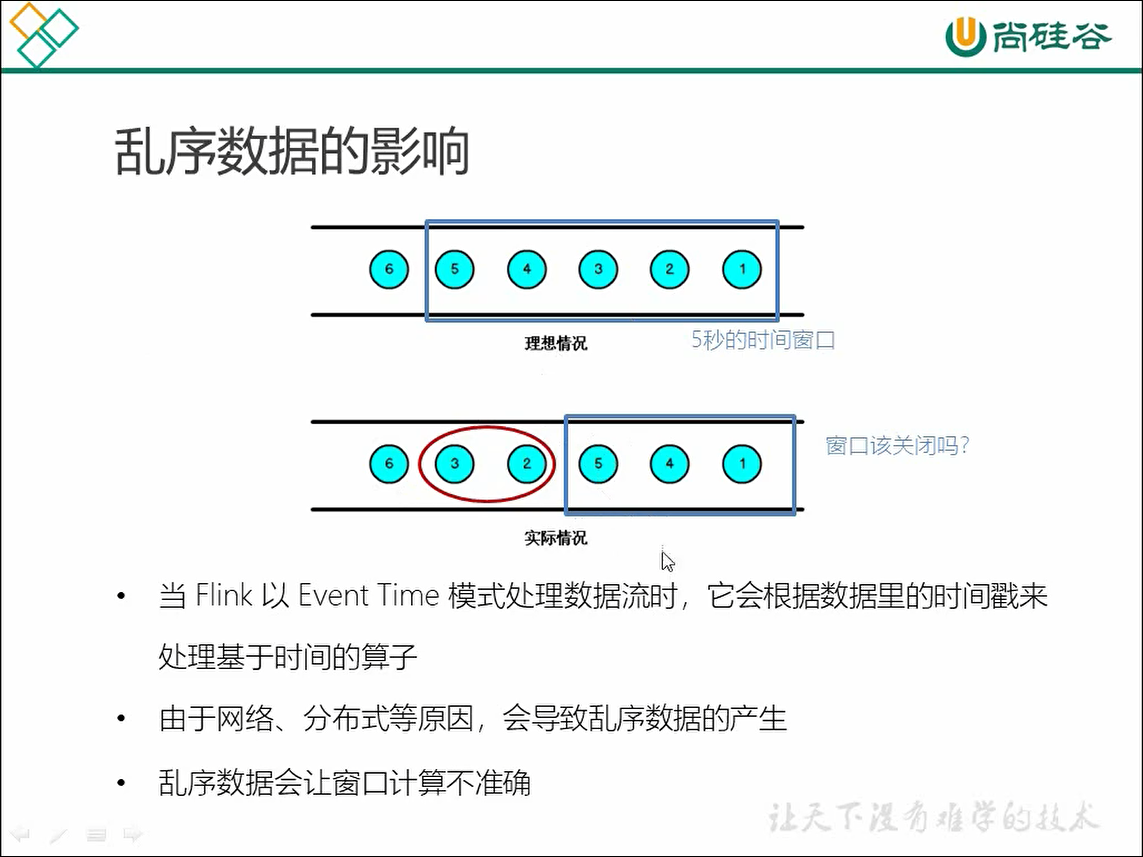 尚硅谷
乱序数据的影响
6 5 4 3 2 1
理想情况
5秒的时间窗口
6 3 2 5 4 1
窗口该关闭吗?
实际情况
• 当 Flink 以 Event Time 模式处理数据流时，它会根据数据里的时间戳来
处理基于时间的算子
• 由于网络、分布式等原因，会导致乱序数据的产生
• 乱序数据会让窗口计算不准确
让天下没有难学的技术